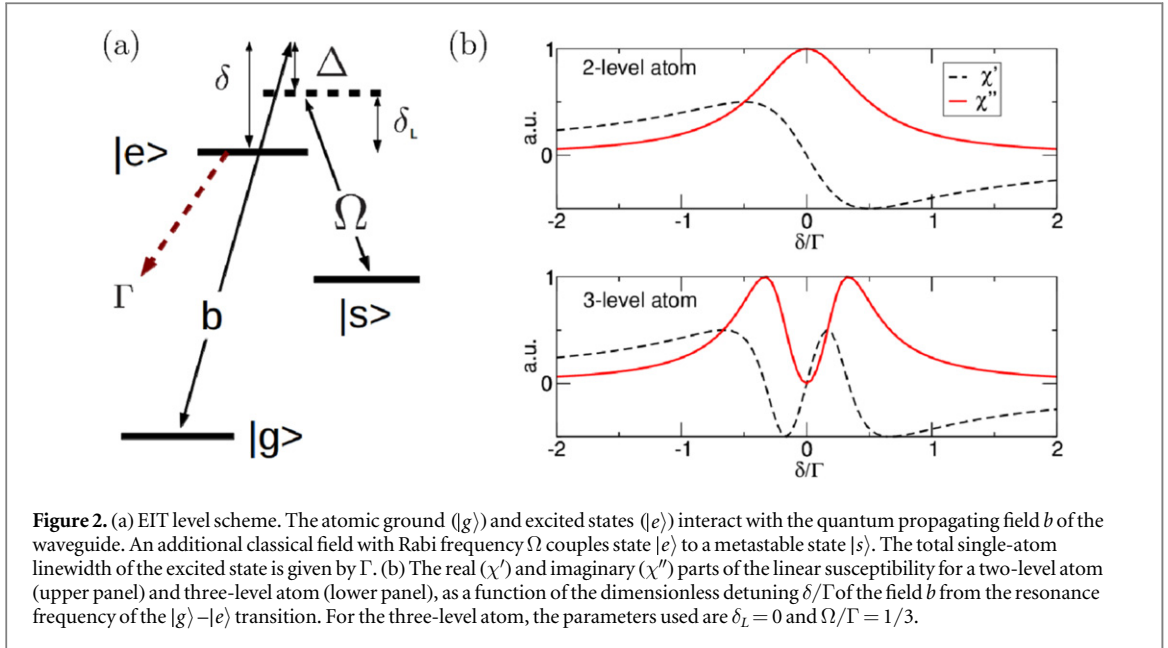 (a)
δ
Δ
δL
|e>
Ω
Γ
b
|s>
|g>
(b)
2-level atom
χ'
χ''
1
a.u.
0
-2
-1
0
1
2
δ/Γ
3-level atom
1
a.u.
0
-2
-1
0
1
2
δ/Γ
Figure 2. (a) EIT level scheme. The atomic ground (|g⟩) and excited states (|e⟩) interact with the quantum propagating field b of the
waveguide. An additional classical field with Rabi frequency Ω couples state |e⟩ to a metastable state |s⟩. The total single-atom
linewidth of the excited state is given by Γ. (b) The real (χ′) and imaginary (χ″) parts of the linear susceptibility for a two-level atom
(upper panel) and three-level atom (lower panel), as a function of the dimensionless detuning δ/Γof the field b from the resonance
frequency of the |g⟩–|e⟩ transition. For the three-level atom, the parameters used are δL = 0 and Ω/Γ = 1/3.